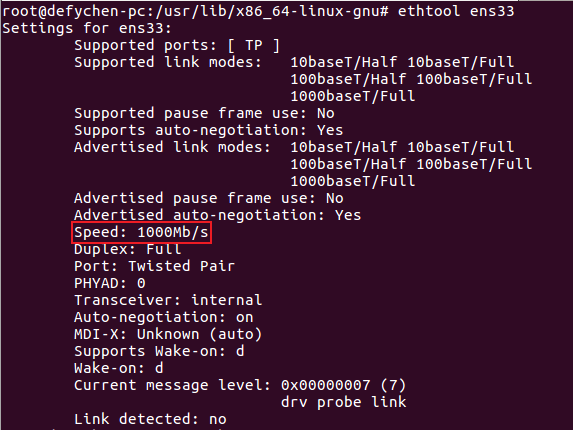 root@defychen-pc:/usr/lib/x86_64-linux-gnu# ethtool ens33
Settings for ens33:
Supported ports: [ TP ]
Supported link modes:   10baseT/Half 10baseT/Full
100baseT/Half 100baseT/Full
1000baseT/Full
Supported pause frame use: No
Supports auto-negotiation: Yes
Advertised link modes:  10baseT/Half 10baseT/Full
100baseT/Half 100baseT/Full
1000baseT/Full
Advertised pause frame use: No
Advertised auto-negotiation: Yes
Speed: 1000Mb/s
Duplex: Full
Port: Twisted Pair
PHYAD: 0
Transceiver: internal
Auto-negotiation: on
MDI-X: Unknown (auto)
Supports Wake-on: d
Wake-on: d
Current message level: 0x00000007 (7)
drv probe link
Link detected: no